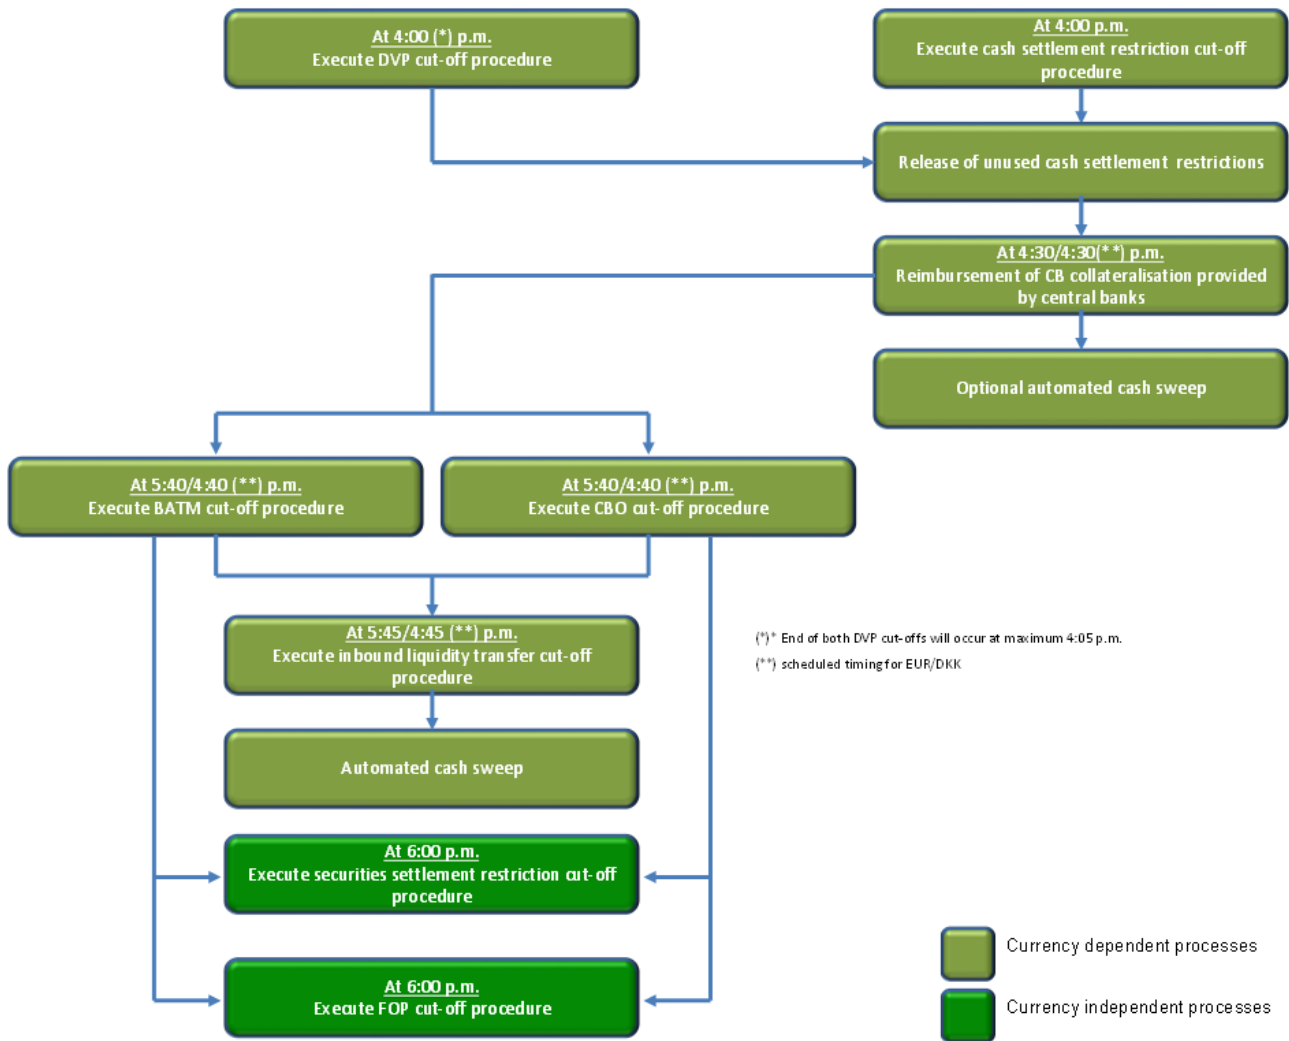 At 4:00 (*) p.m.
Execute DVP cut-off procedure
At 4:00 p.m.
Execute cash settlement restriction cut-off
procedure
Release of unused cash settlement restrictions
At 4:30/4:30(**) p.m.
Reimbursement of CB collateralisation provided
by central banks
Optional automated cash sweep
At 5:40/4:40 (**) p.m.
Execute BATM cut-off procedure
At 5:40/4:40 (**) p.m.
Execute CBO cut-off procedure
At 5:45/4:45 (**) p.m.
Execute inbound liquidity transfer cut-off
procedure
(*)* End of both DVP cut-offs will occur at maximum 4:05 p.m.
(**) scheduled timing for EUR/DKK
Automated cash sweep
At 6:00 p.m.
Execute securities settlement restriction cut-off
procedure
At 6:00 p.m.
Execute FOP cut-off procedure
Currency dependent processes
Currency independent processes